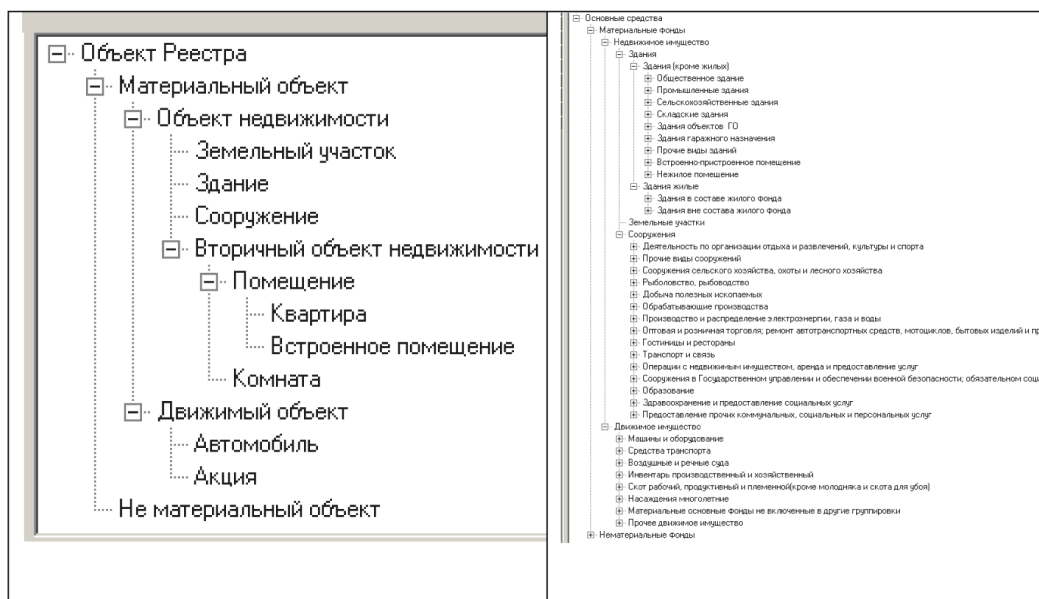 Объект Реестра
Материальный объект
Объект недвижимости
Земельный участок
Здание
Сооружение
Вторичный объект недвижимости
Помещение
Квартира
Встроенное помещение
Комната
Движимый объект
Автомобиль
Акция
Не материальный объект
Основные средства
Материальные фонды
Недвижимое имущество
Здания
Здания (кроме жилых)
Общественное здание
Промышленные здания
Сельскохозяйственные здания
Складские здания
Здания объектов ГО
Здания гаражного назначения
Прочие виды зданий
Встроенно-пристроенное помещение
Нежилое помещение
Здания жилые
Здания в составе жилого фонда
Здания вне состава жилого фонда
Земельные участки
Сооружения
Деятельность по организации отдыха и развлечений, культуры и спорта
Прочие виды сооружений
Сооружения сельского хозяйства, охоты и лесного хозяйства
Рыболовство, рыбоводство
Добыча полезных ископаемых
Обрабатывающие производства
Производство и распределение электроэнергии, газа и воды
Оптовая и розничная торговля; ремонт автотранспортных средств, мотоциклов, бытовых изделий и пр
Гостиницы и рестораны
Транспорт и связь
Операции с недвижимым имуществом, аренда и предоставление услуг
Сооружения в Государственном управлении и обеспечении военной безопасности; обязательном соци
Образование
Здравоохранение и предоставление социальных услуг
Предоставление прочих коммунальных, социальных и персональных услуг
Движимое имущество
Машины и оборудование
Средства транспорта
Воздушные и речные суда
Инвентарь производственный и хозяйственный
Скот рабочий, продуктивный и племенной(кроме молодняка и скота для убоя)
Насаждения многолетние
Материальные основные фонды не включенные в другие группировки
Прочее движимое имущество
Нематериальные фонды